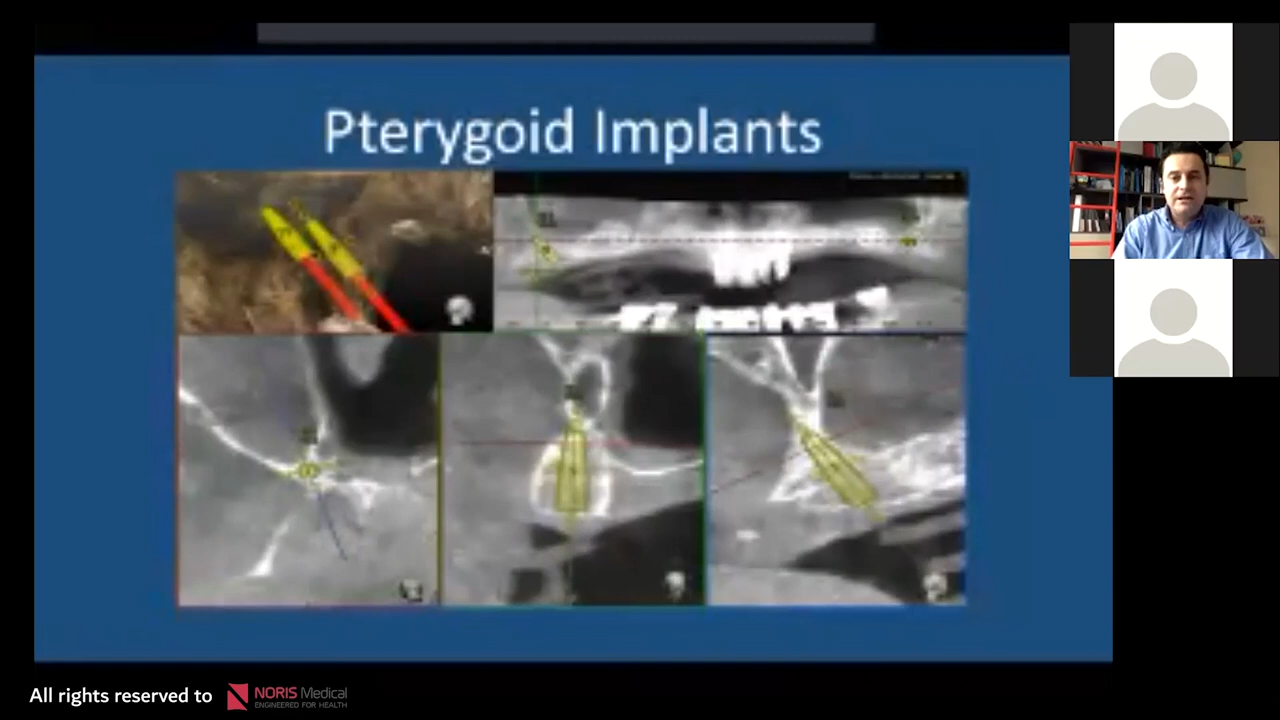 Pterygoid Implants
All rights reserved to
NORIS Medical
ENGINEERED FOR HEALTH